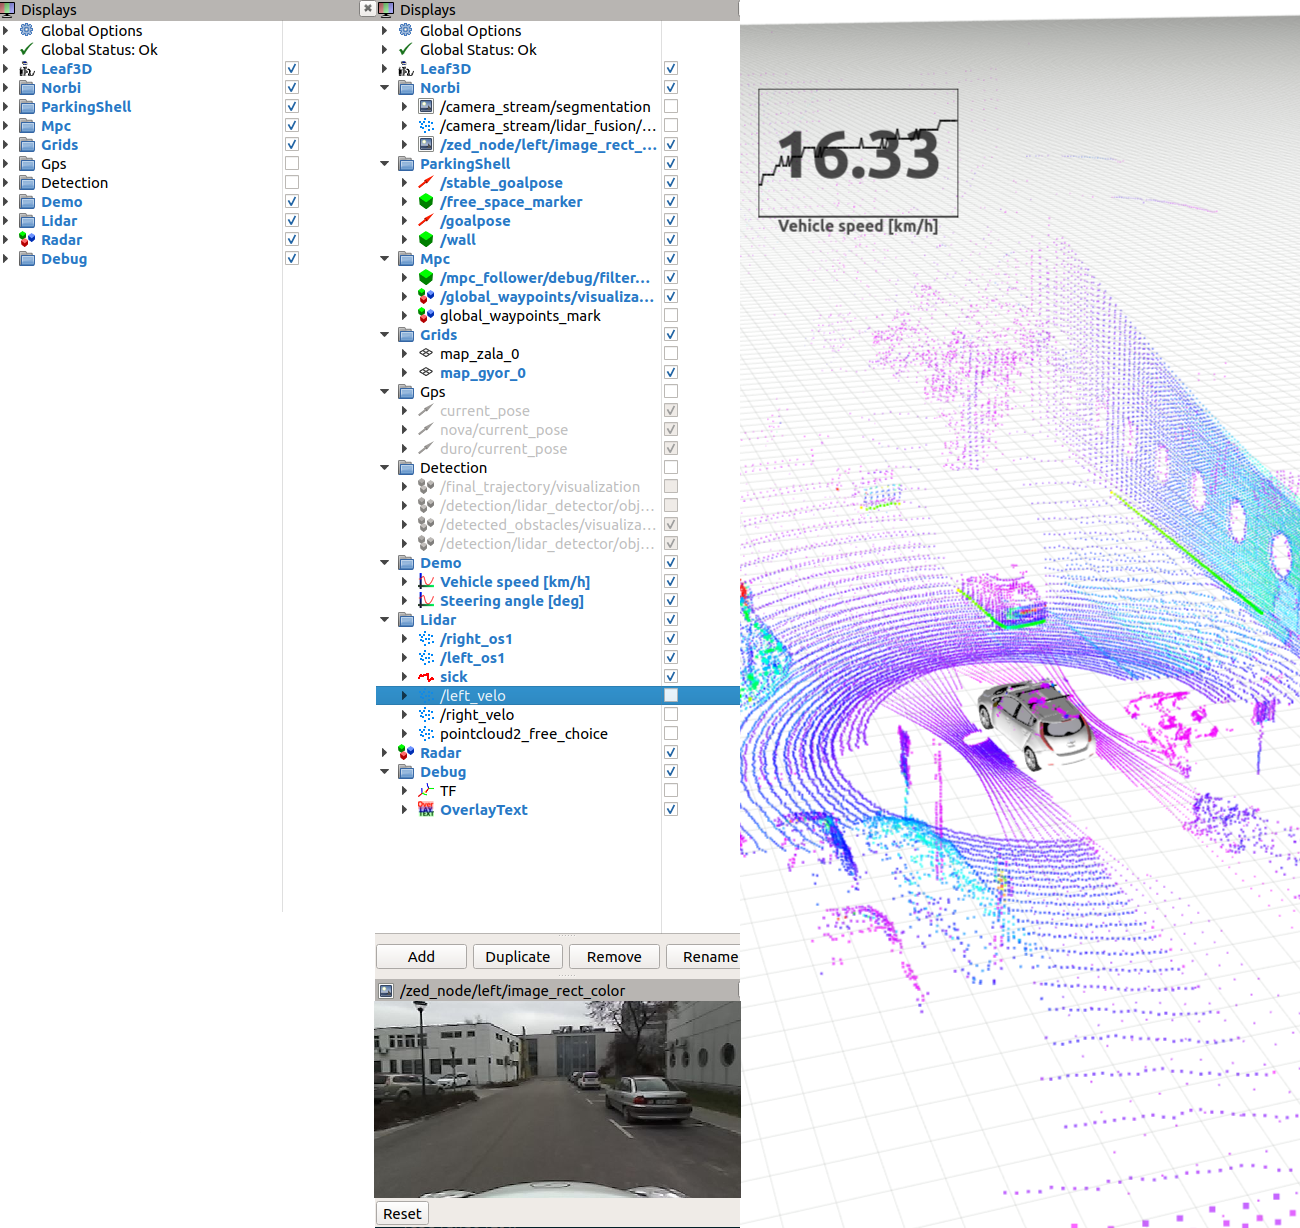 Displays
Global Options
Global Status: Ok
Leaf3D
Norbi
ParkingShell
Mpc
Grids
Gps
Detection
Demo
Lidar
Radar
Debug
Displays
Global Options
Global Status: Ok
Leaf3D
Norbi
/camera_stream/segmentation
/camera_stream/lidar_fusion/...
/zed_node/left/image_rect_...
ParkingShell
/stable_goalpose
/free_space_marker
/goalpose
/wall
Mpc
/mpc_follower/debug/filter...
/global_waypoints/visualiza...
global_waypoints_mark
Grids
map_zala_0
map_gyor_0
Gps
current_pose
nova/current_pose
duro/current_pose
Detection
/final_trajectory/visualization
/detection/lidar_detector/obj...
/detected_obstacles/visualiza...
/detection/lidar_detector/obj...
Demo
Vehicle speed [km/h]
Steering angle [deg]
Lidar
/right_os1
/left_os1
sick
/left_velo
/right_velo
pointcloud2_free_choice
Radar
Debug
TF
OverlayText
Add Duplicate Remove Rename
/zed_node/left/image_rect_color
Reset
16.33
Vehicle speed [km/h]